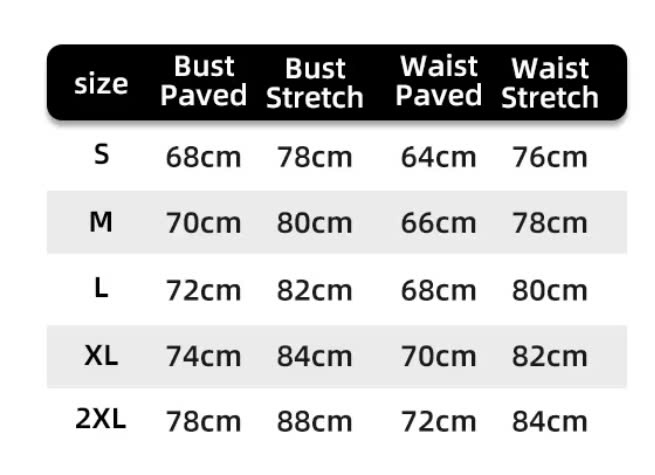 size Bust Paved Bust Stretch Waist Paved Waist Stretch
S 68cm 78cm 64cm 76cm
M 70cm 80cm 66cm 78cm
L 72cm 82cm 68cm 80cm
XL 74cm 84cm 70cm 82cm
2XL 78cm 88cm 72cm 84cm